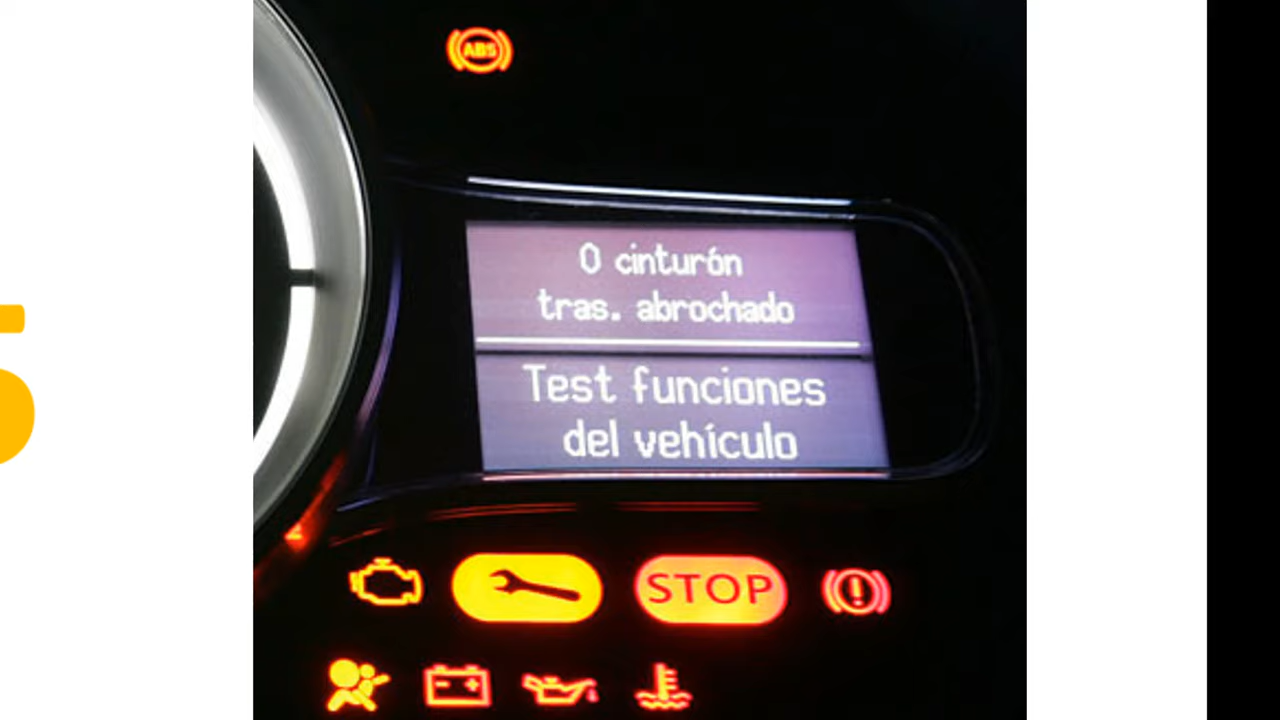 ABS
0 cinturón
tras. abrochado
Test funciones
del vehículo
STOP